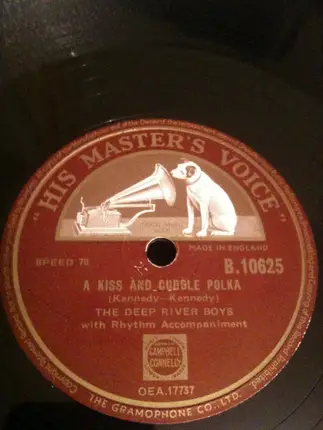 "HIS MASTER'S VOICE"
MADE IN ENGLAND
SPEED 78
B.10625
A KISS AND CUDDLE POLKA
(Kennedy—Kennedy)
THE DEEP RIVER BOYS
with Rhythm Accompaniment
CAMPBELL
CONNELLY
OEA.17737
THE GRAMOPHONE CO., LTD.